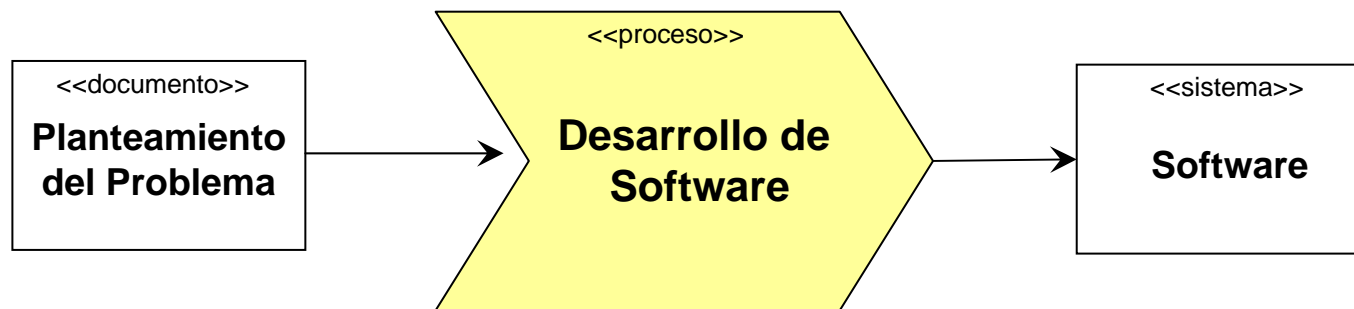 <<documento>>
Planteamiento
del Problema
<<proceso>>
Desarrollo de
Software
<<sistema>>
Software